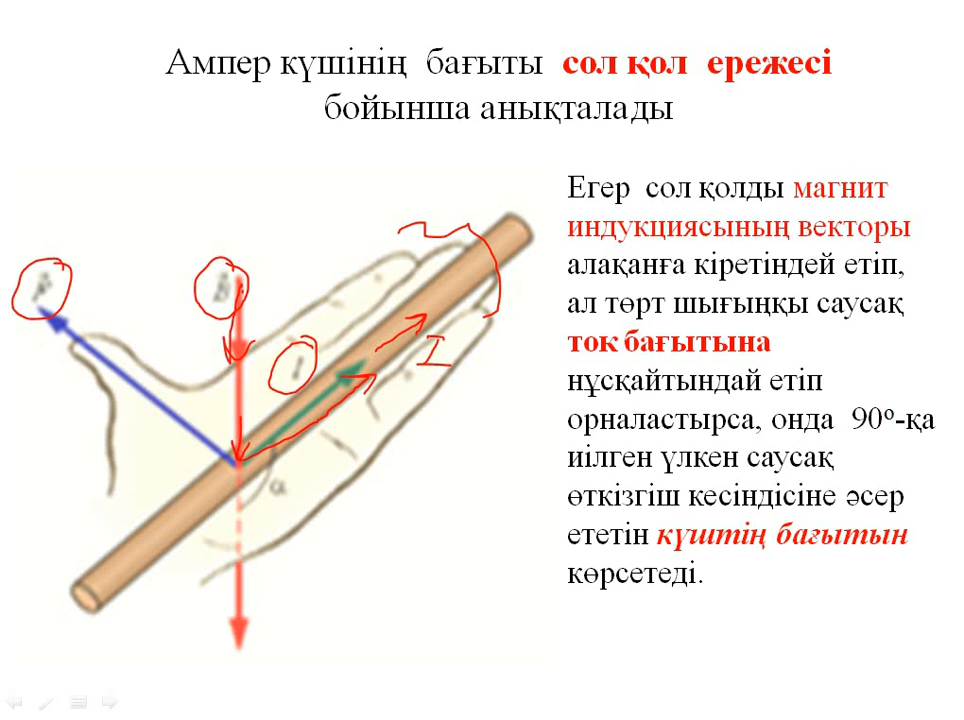 Ампер күшінің бағыты сол қол ережесі
бойынша анықталады
Егер сол қолды магнит
индукциясының векторы
алақанға кіретіндей етіп,
ал төрт шығыңқы саусақ
ток бағытына
нұсқайтындай етіп
орналастырса, онда 90º-қа
иілген үлкен саусақ
өткізгіш кесіндісіне әсер
ететін күштің бағытын
көрсетеді.
I
α